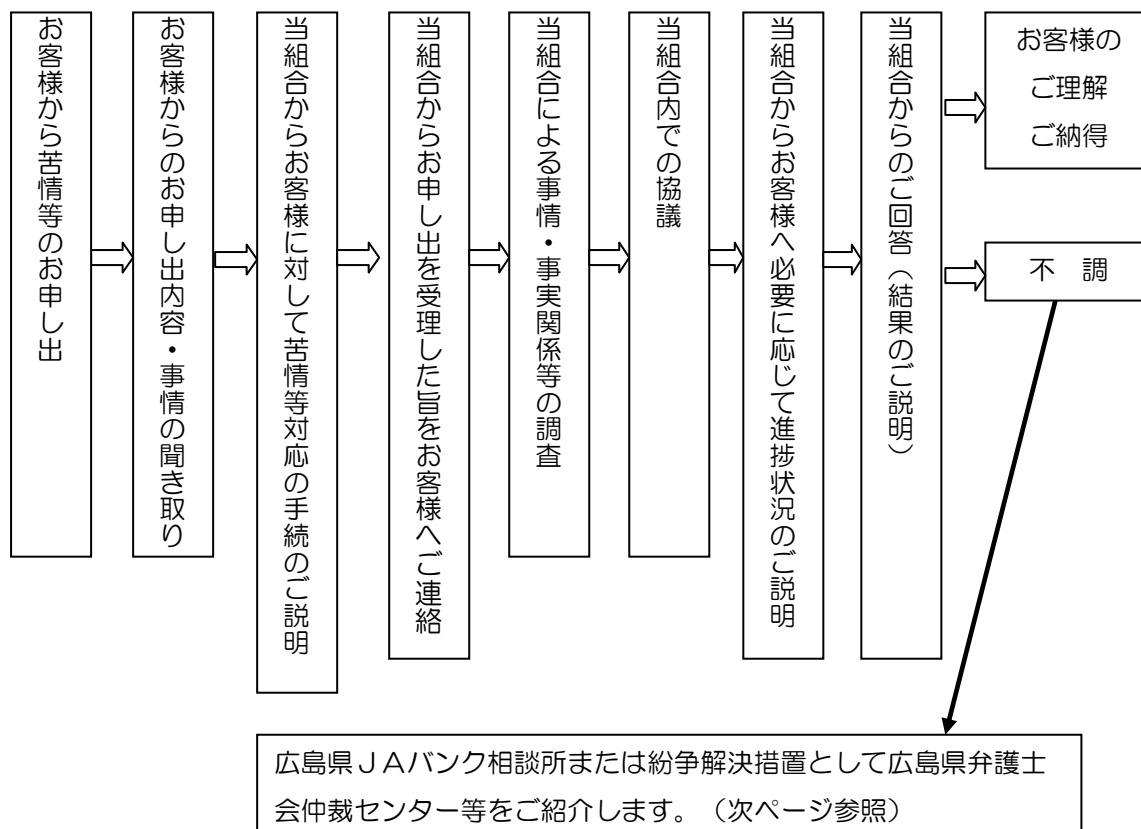 お客様から苦情等のお申し出
お客様からのお申し出内容・事情の聞き取り
当組合からお客様に対して苦情等対応の手続のご説明
当組合からお申し出を受理した旨をお客様へご連絡
当組合による事情・事実関係等の調査
当組合内での協議
当組合からお客様へ必要に応じて進捗状況のご説明
当組合からのご回答（結果のご説明）
お客様の
ご理解
ご納得
不　調
広島県ＪＡバンク相談所または紛争解決措置として広島県弁護士
会仲裁センター等をご紹介します。（次ページ参照）